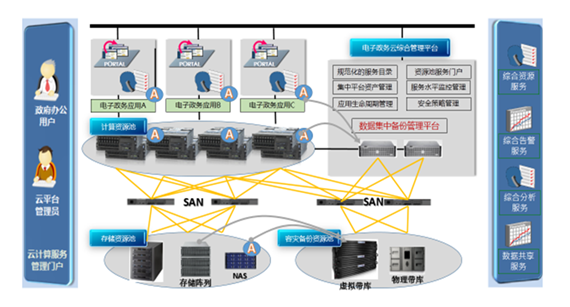 政府办公
用户
云平台
管理员
云计算服务
管理门户
PORTAL
PORTAL
PORTAL
A
A
A
电子政务应用A
电子政务应用B
电子政务应用C
计算资源池
A
A
A
电子政务云综合管理平台
规范化的服务目录
资源池服务门户
集中平台资产管理
服务水平监控管理
应用生命周期管理
安全策略管理
数据集中备份管理平台
SAN
SAN
存储资源池
存储阵列
A
NAS
容灾备份资源池
虚拟带库
物理带库
综合资源
服务
综合告警
服务
综合分析
服务
数据共享
服务